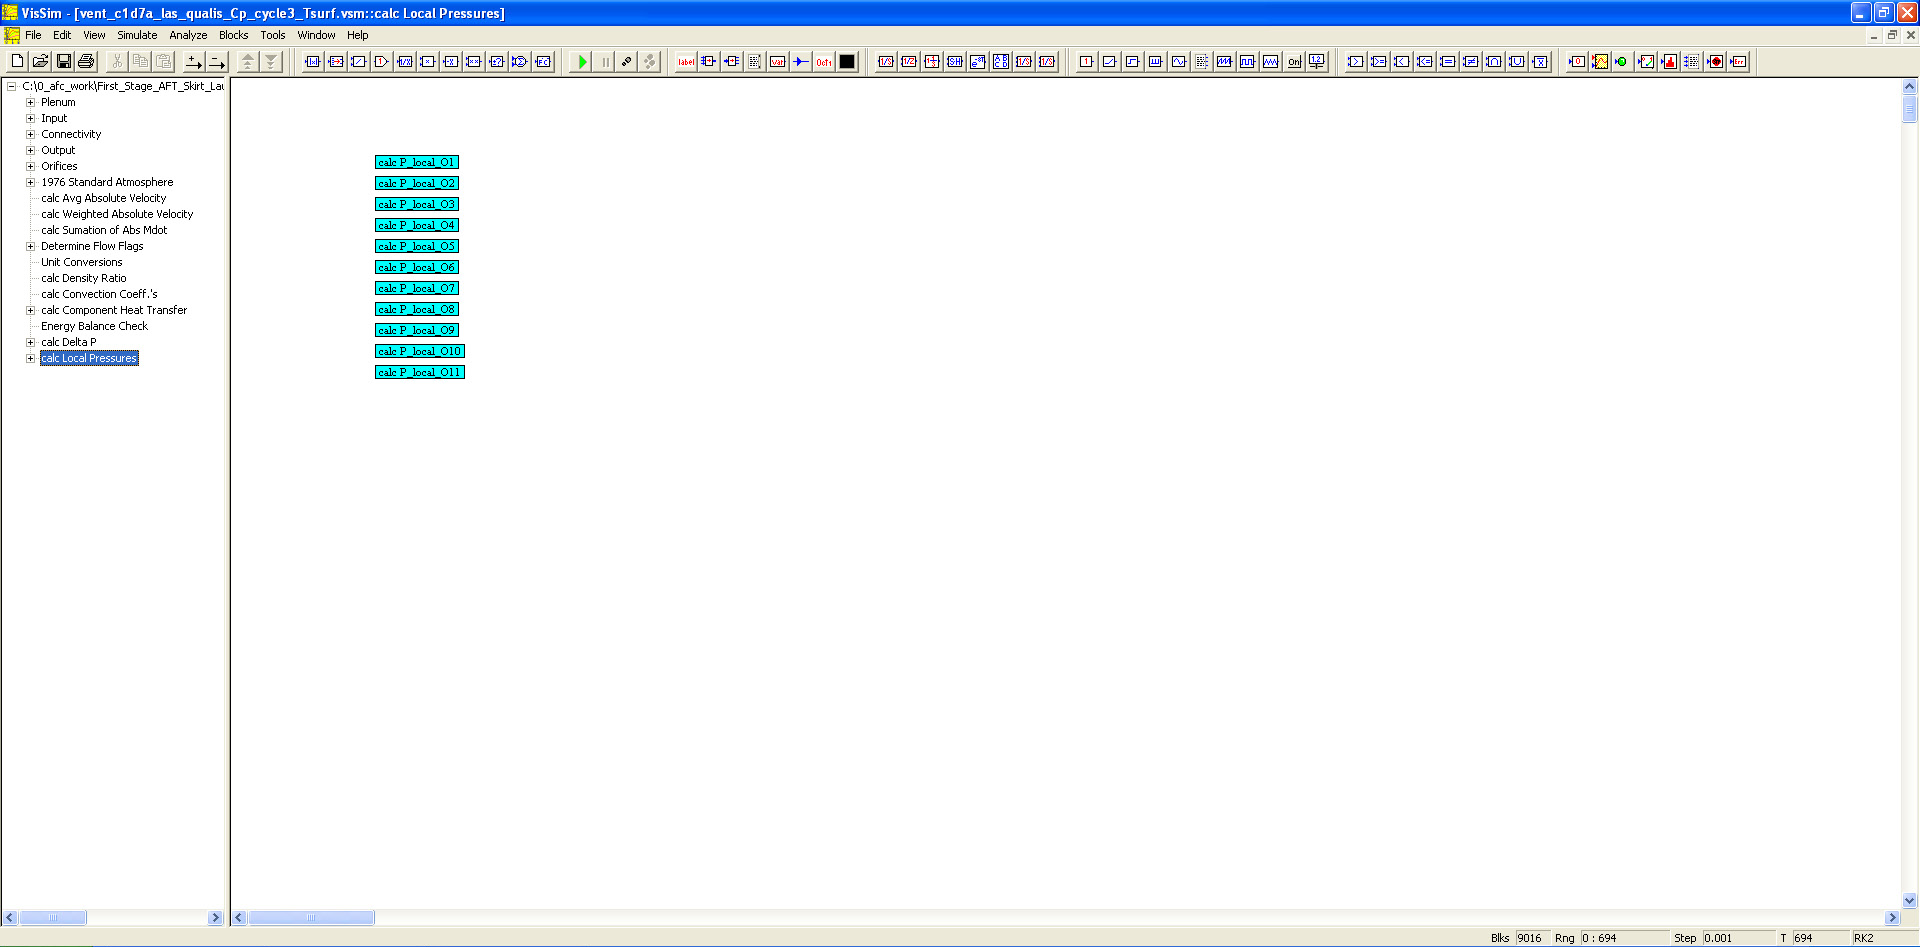 VisSim - [vent_c1d7a_las_qualis_Cp_cycle3_Tsurf.vsm::calc Local Pressures]
File Edit View Simulate Analyze Blocks Tools Window Help
C:\0_afc_work\First_Stage_AFT_Skirt_Lau
Plenum
Input
Connectivity
Output
Orifices
1976 Standard Atmosphere
calc Avg Absolute Velocity
calc Weighted Absolute Velocity
calc Sumation of Abs Mdot
Determine Flow Flags
Unit Conversions
calc Density Ratio
calc Convection Coeff.'s
calc Component Heat Transfer
Energy Balance Check
calc Delta P
calc Local Pressures
calc P_local_O1
calc P_local_O2
calc P_local_O3
calc P_local_O4
calc P_local_O5
calc P_local_O6
calc P_local_O7
calc P_local_O8
calc P_local_O9
calc P_local_O10
calc P_local_O11
Blks 9016 Rng 0 : 694 Step 0.001 T 694 RK2